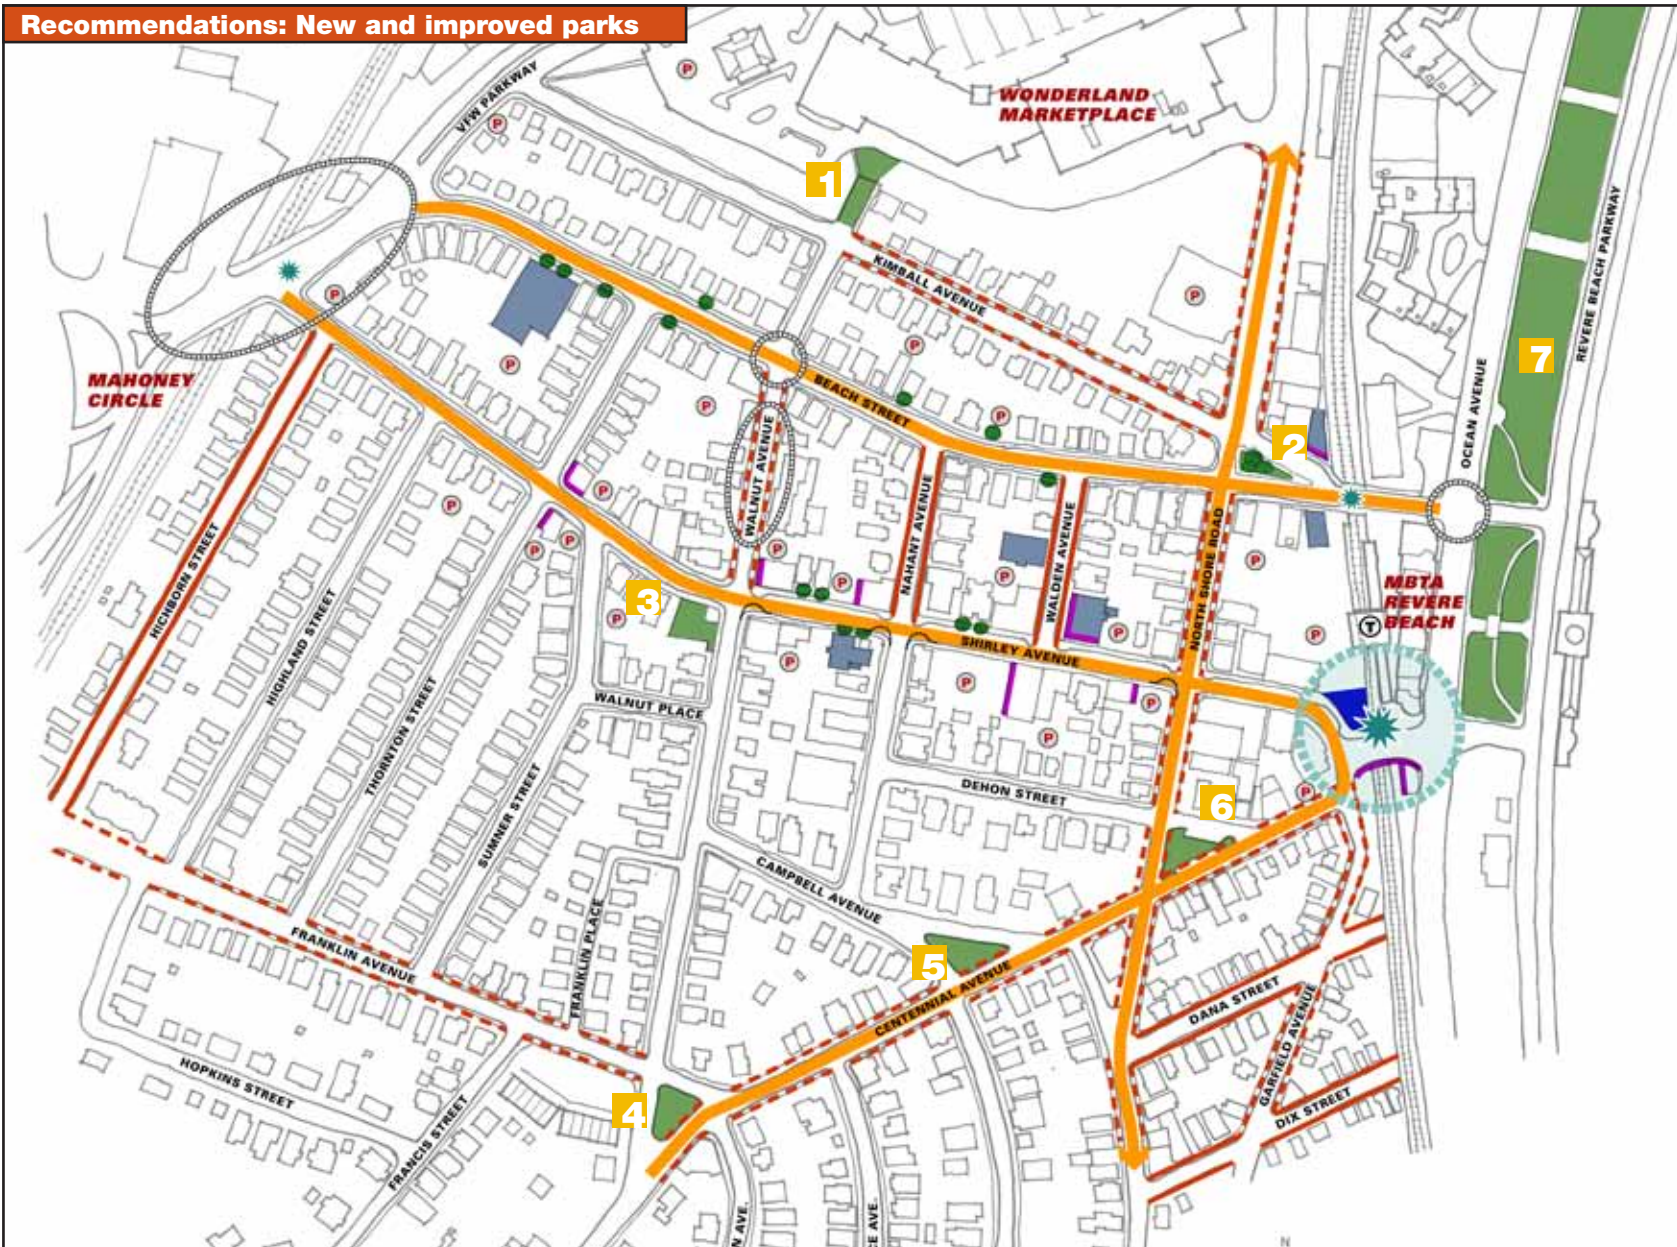 Recommendations: New and improved parks
VFW PARKWAY
P
P
WONDERLAND
MARKETPLACE
1
REVERE BEACH PARKWAY
KIMBALL AVENUE
P
P
7
MAHONEY
CIRCLE
P
P
BEACH STREET
OCEAN AVENUE
P
P
2
WALNUT AVENUE
P
P
HICHBORN STREET
NAHANT AVENUE
WALDEN AVENUE
NORTH SHORE ROAD
P
P
P
P
P
P
MBTA
REVERE
BEACH
T
HIGHLAND STREET
3
P
P
P
SHIRLEY AVENUE
P
P
P
WALNUT PLACE
THORNTON STREET
P
DEHON STREET
P
6
SUMNER STREET
CAMPBELL AVENUE
FRANKLIN AVENUE
FRANKLIN PLACE
5
CENTENNIAL AVENUE
DANA STREET
GARFIELD AVENUE
HOPKINS STREET
4
DIX STREET
FRANCIS STREET
N AVE.
CE AVE.
N